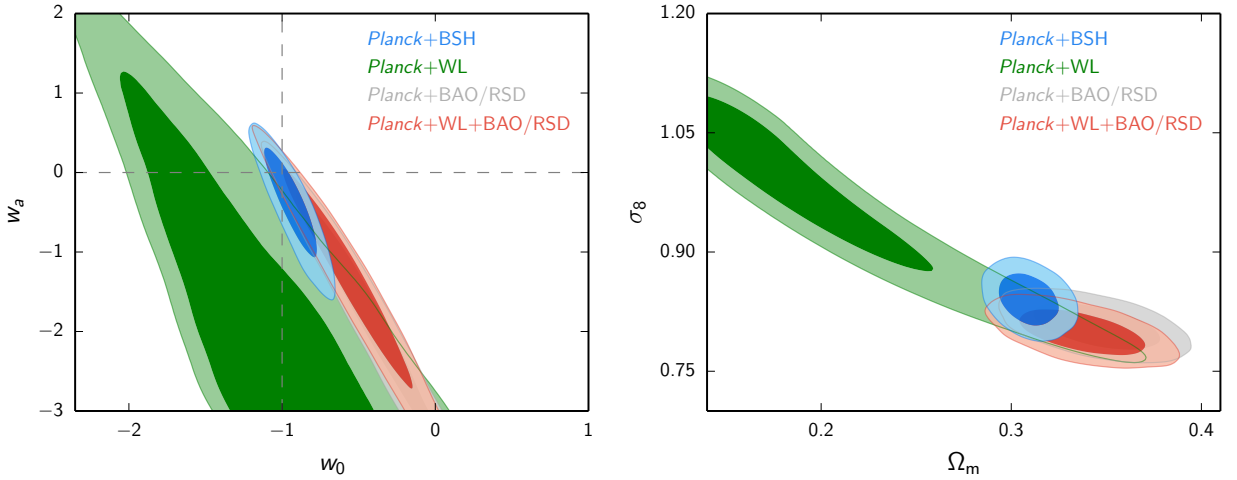 Planck+BSH
Planck+WL
Planck+BAO/RSD
Planck+WL+BAO/RSD
2
1
0
−1
−2
−3
wₐ
−2
−1
0
1
w₀
Planck+BSH
Planck+WL
Planck+BAO/RSD
Planck+WL+BAO/RSD
1.20
1.05
0.90
0.75
σ₈
0.2
0.3
0.4
Ωₘ